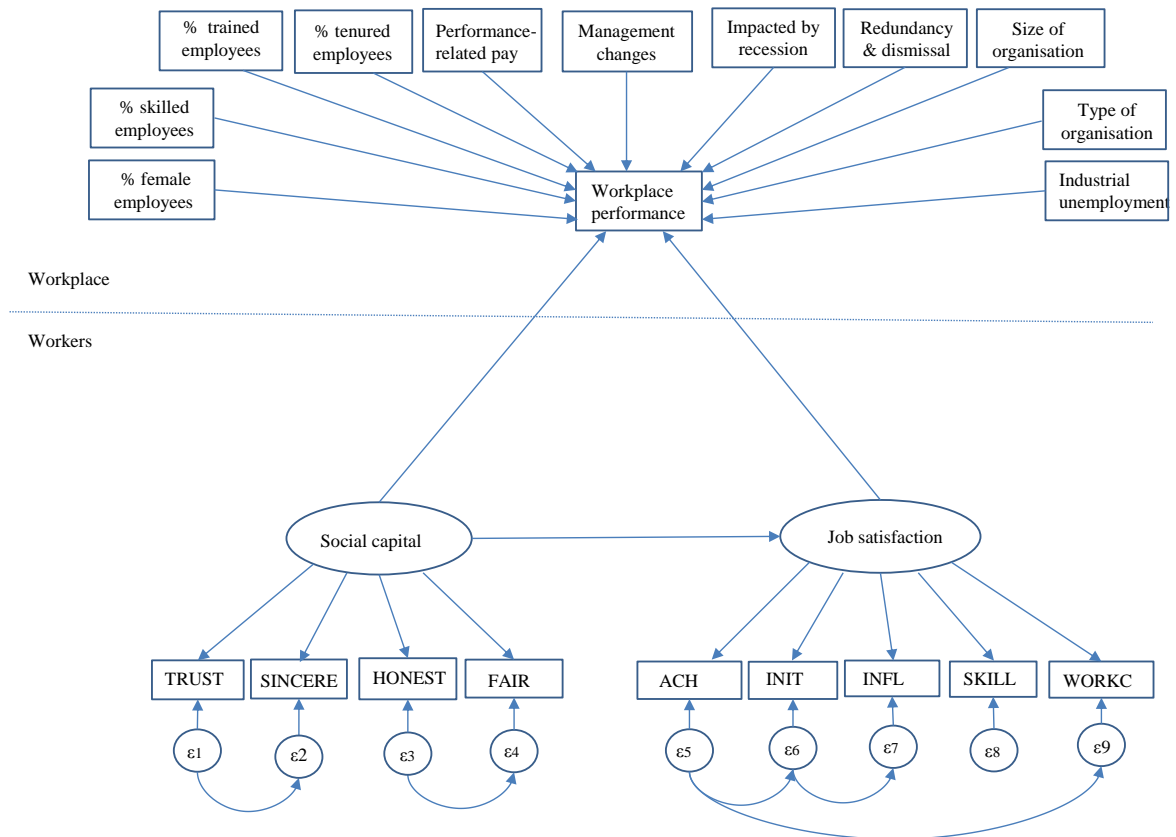 % trained
employees
% tenured
employees
Performance-
related pay
Management
changes
Impacted by
recession
Redundancy
& dismissal
Size of
organisation
% skilled
employees
Type of
organisation
% female
employees
Workplace
performance
Industrial
unemployment
Workplace
Workers
Social capital
Job satisfaction
TRUST
SINCERE
HONEST
FAIR
ACH
INIT
INFL
SKILL
WORKC
ε1
ε2
ε3
ε4
ε5
ε6
ε7
ε8
ε9